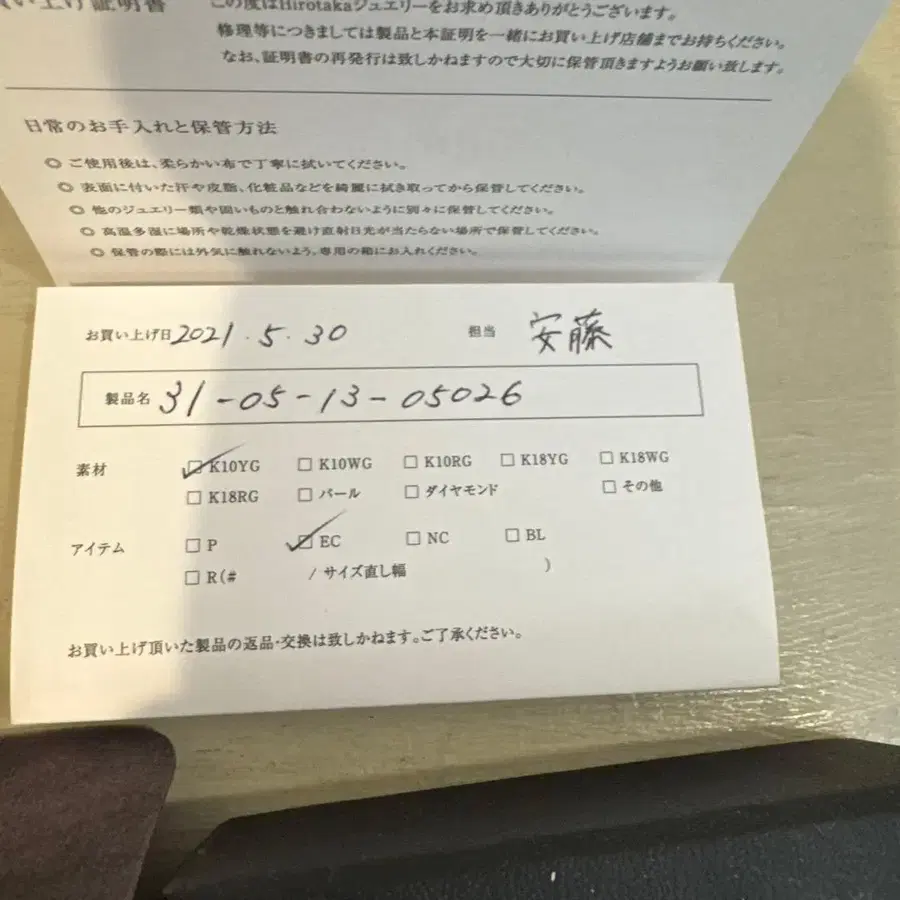 い上げ証明書
この度はHirotakaジュエリーをお求め頂きありがとうございます。
修理等につきましては製品と本証明を一緒にお買い上げ店舗までお持ちください。
なお、証明書の再発行は致しかねますので大切に保管頂きますようお願い致します。
日常のお手入れと保管方法
◎ ご使用後は、柔らかい布で丁寧に拭いてください。
◎ 表面に付いた汗や皮脂、化粧品などを綺麗に拭き取ってから保管してください。
◎ 他のジュエリー類や固いものと触れ合わないように別々に保管してください。
◎ 高温多湿に場所や乾燥状態を避け直射日光が当たらない場所で保管してください。
◎ 保管の際には外気に触れないよう、専用の箱にお入れください。
お買い上げ日 2021.5.30 担当 安藤
製品名 31-05-13-05026
素材 ☑ K10YG □ K10WG □ K10RG □ K18YG □ K18WG
□ K18RG □ パール □ ダイヤモンド □ その他
アイテム □ P ☑ EC □ NC □ BL
□ R(# / サイズ直し幅 )
お買い上げ頂いた製品の返品・交換は致しかねます。ご了承ください。